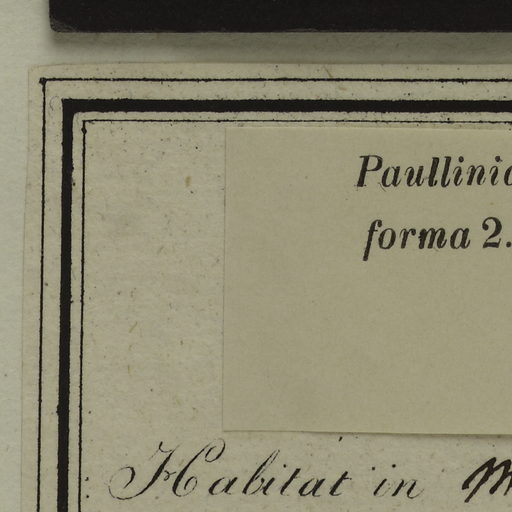 Paullinia
forma 2.
Habitat in